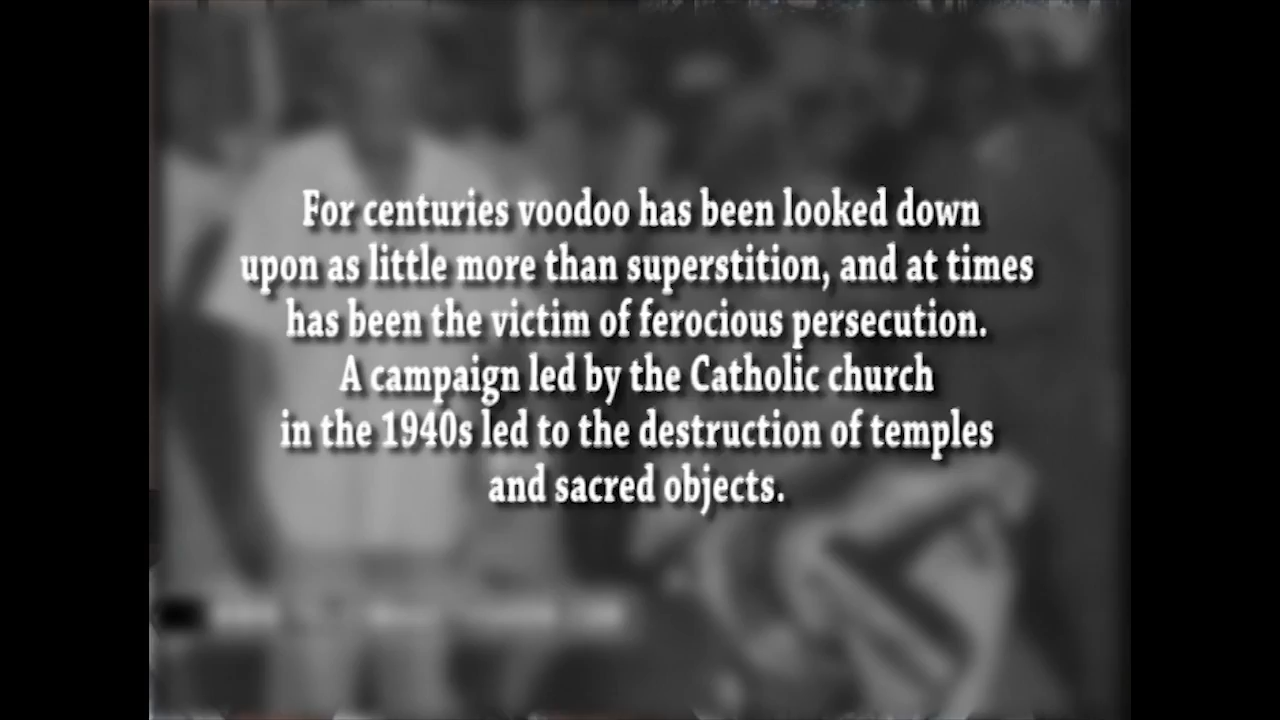 For centuries voodoo has been looked down
upon as little more than superstition, and at times
has been the victim of ferocious persecution.
A campaign led by the Catholic church
in the 1940s led to the destruction of temples
and sacred objects.